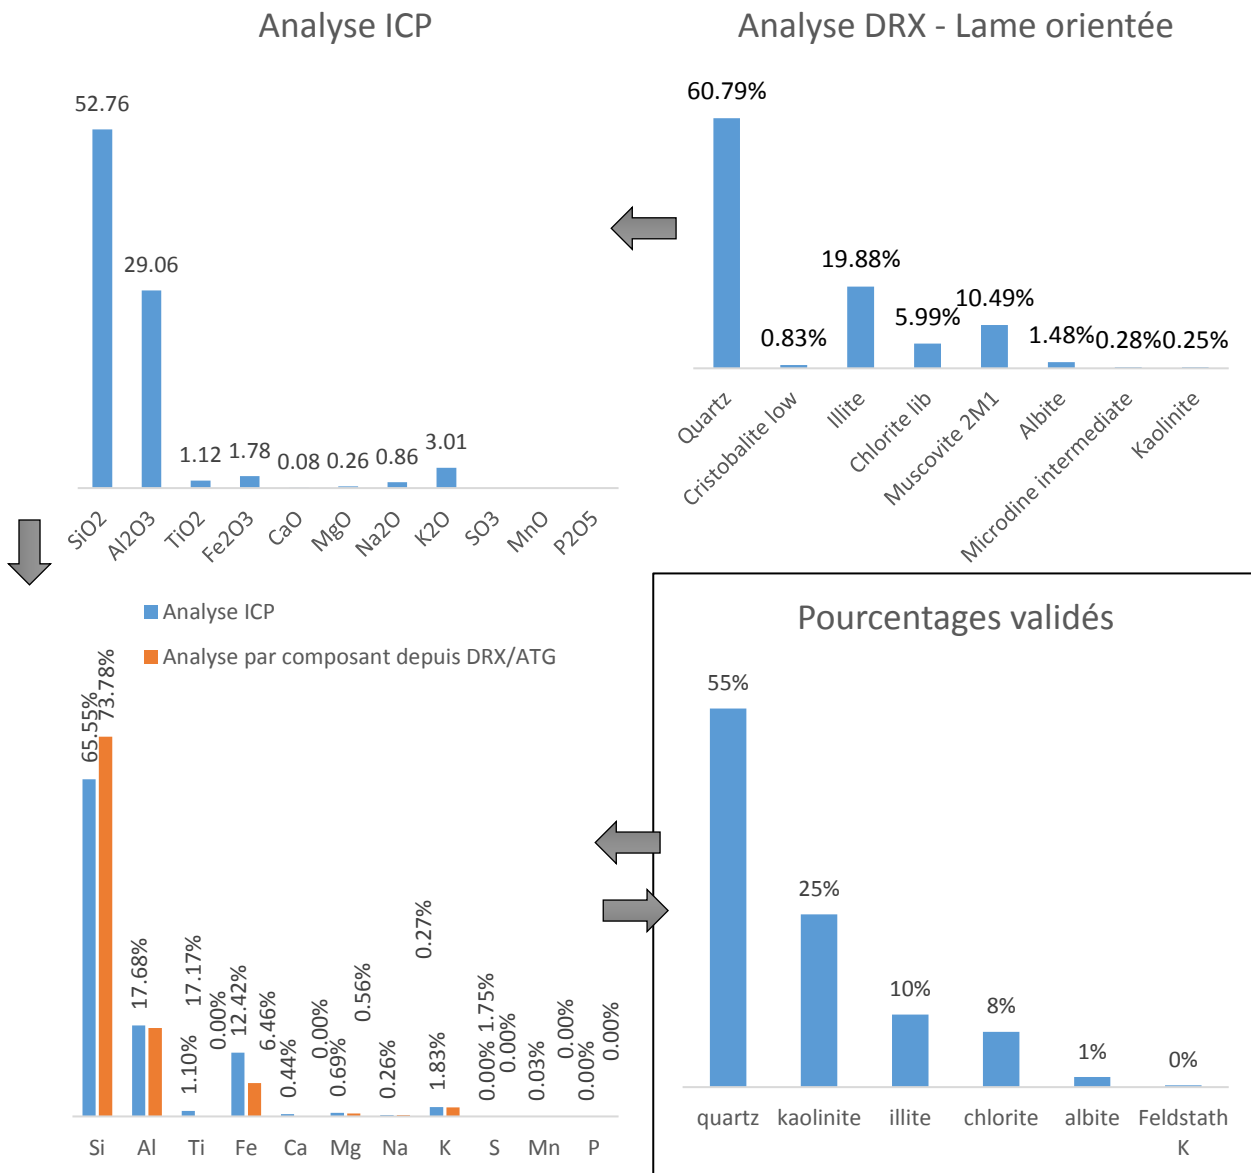 Analyse ICP
52.76
29.06
1.12
1.78
0.08
0.26
0.86
3.01
SiO2
Al2O3
TiO2
Fe2O3
CaO
MgO
Na2O
K2O
SO3
MnO
P2O5
Analyse DRX - Lame orientée
60.79%
0.83%
19.88%
5.99%
10.49%
1.48%
0.28%
0.25%
Quartz
Cristobalite low
Illite
Chlorite lib
Muscovite 2M1
Albite
Microdine intermediate
Kaolinite
Analyse ICP
Analyse par composant depuis DRX/ATG
65.55%
73.78%
17.68%
17.17%
1.10%
0.00%
12.42%
6.46%
0.44%
0.00%
0.69%
0.56%
0.26%
0.27%
1.83%
1.75%
0.00%
0.00%
0.03%
0.00%
0.00%
0.00%
Si
Al
Ti
Fe
Ca
Mg
Na
K
S
Mn
P
Pourcentages validés
55%
25%
10%
8%
1%
0%
quartz
kaolinite
illite
chlorite
albite
Feldstath
K